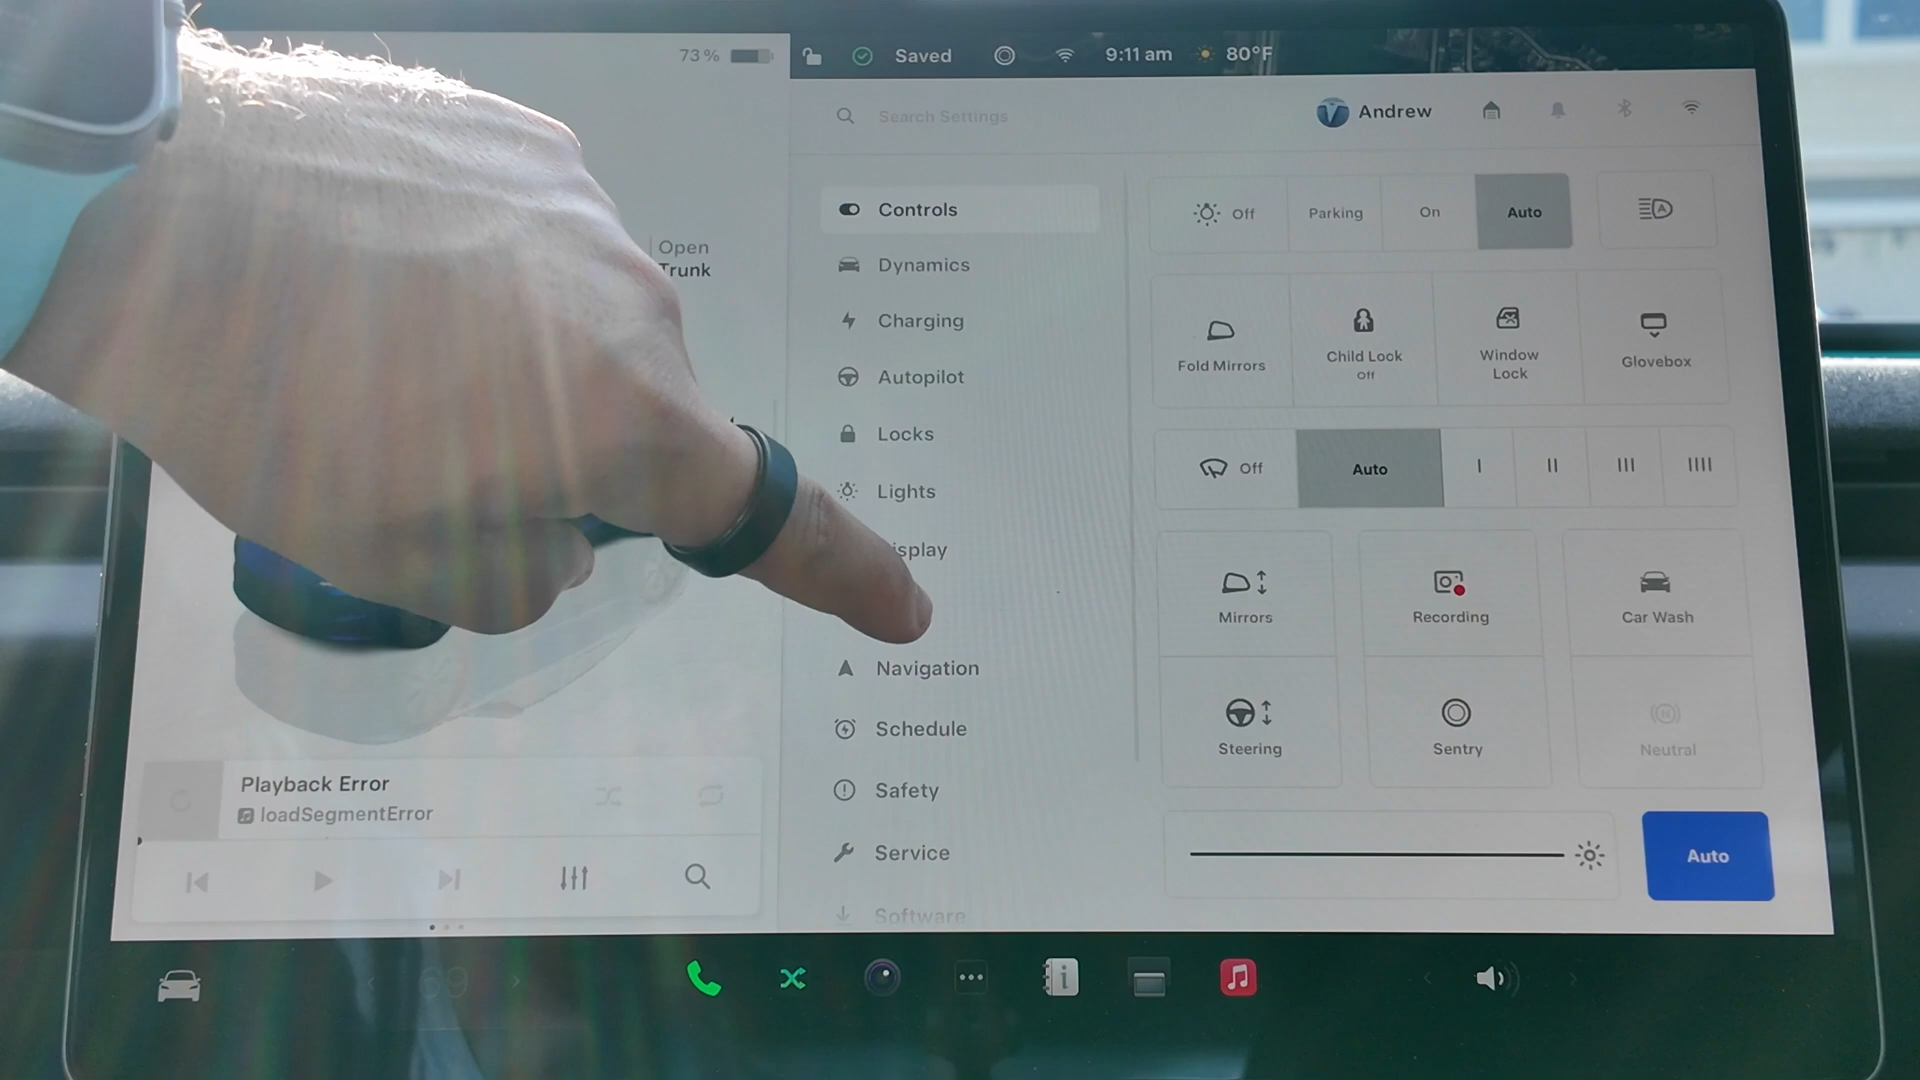 73 %
Saved
9:11 am
80°F
Search Settings
Andrew
Open
Trunk
Controls
Dynamics
Charging
Autopilot
Locks
Lights
isplay
Navigation
Schedule
Safety
Service
Software
Off
Parking
On
Auto
Fold Mirrors
Child Lock
Off
Window
Lock
Glovebox
Off
Auto
I
II
III
IIII
Mirrors
Recording
Car Wash
Steering
Sentry
Neutral
Auto
Playback Error
loadSegmentError
69